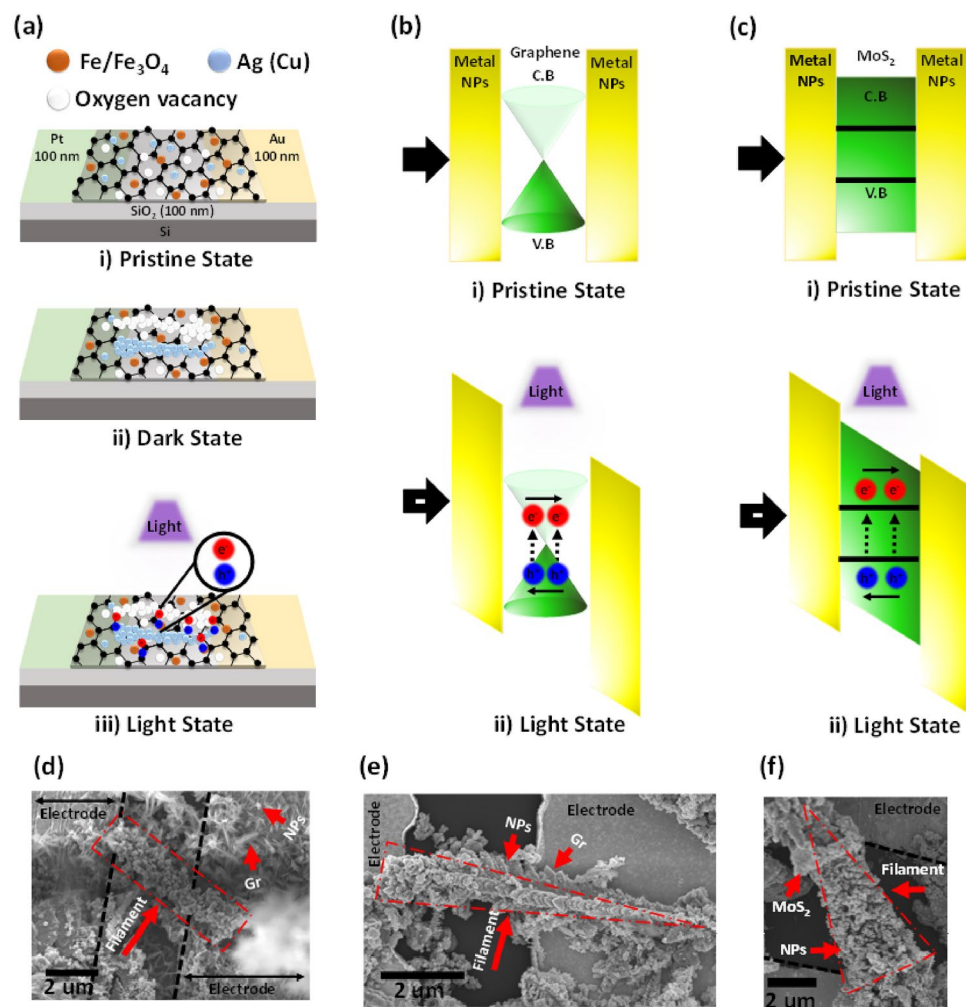 (a)
Fe/Fe₃O₄
Ag (Cu)
Oxygen vacancy
Pt
100 nm
Au
100 nm
SiO₂ (100 nm)
Si
i) Pristine State
ii) Dark State
Light
e⁻
h⁺
iii) Light State
(b)
Metal
NPs
Graphene
C.B
Metal
NPs
V.B
i) Pristine State
Light
e⁻ e⁻
h⁺ h⁺
ii) Light State
(c)
Metal
NPs
MoS₂
C.B
Metal
NPs
V.B
i) Pristine State
Light
e⁻ e⁻
h⁺ h⁺
ii) Light State
(d)
Electrode
NPs
Gr
Filament
2 um
Electrode
(e)
Electrode
Electrode
NPs
Gr
Filament
2 um
(f)
Electrode
Filament
MoS₂
NPs
2 um